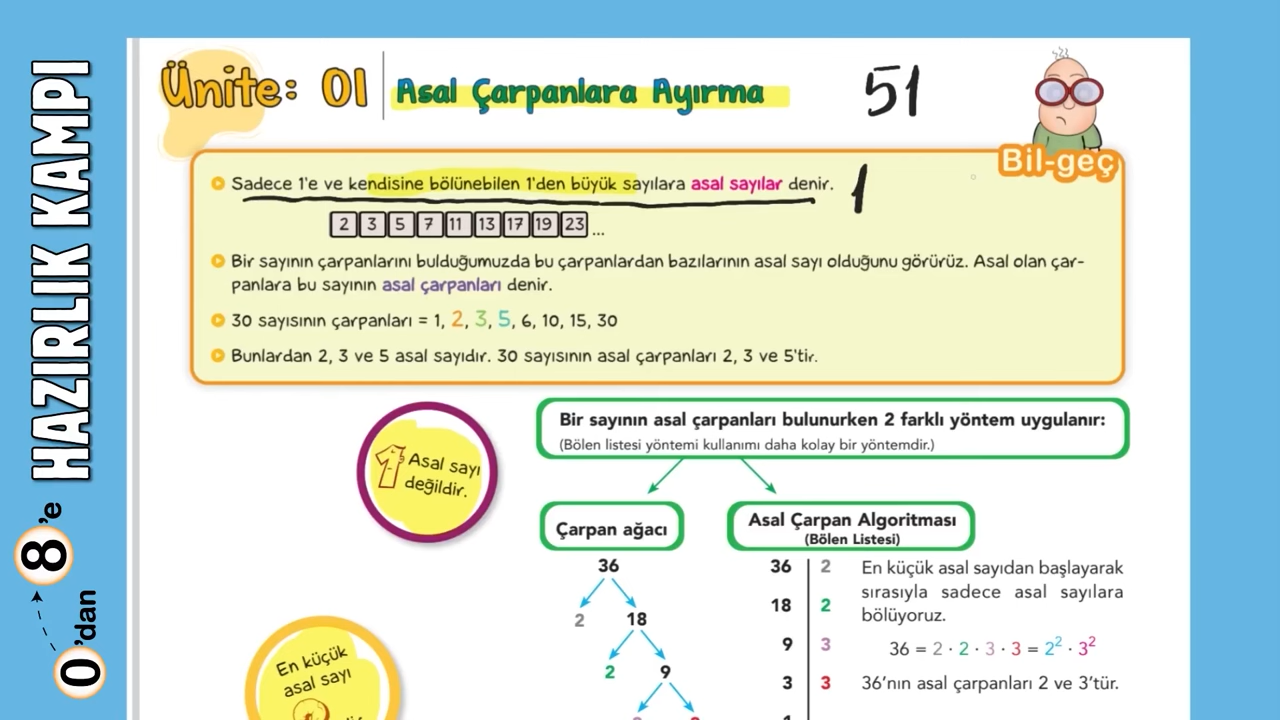 0'dan 8'e HAZIRLIK KAMPI
Ünite: 01
Asal Çarpanlara Ayırma
51
Bil-geç
Sadece 1'e ve kendisine bölünebilen 1'den büyük sayılara asal sayılar denir.
1
2 3 5 7 11 13 17 19 23 ...
Bir sayının çarpanlarını bulduğumuzda bu çarpanlardan bazılarının asal sayı olduğunu görürüz. Asal olan çar-
panlara bu sayının asal çarpanları denir.
30 sayısının çarpanları = 1, 2, 3, 5, 6, 10, 15, 30
Bunlardan 2, 3 ve 5 asal sayıdır. 30 sayısının asal çarpanları 2, 3 ve 5'tir.
1 Asal sayı
değildir.
Bir sayının asal çarpanları bulunurken 2 farklı yöntem uygulanır:
(Bölen listesi yöntemi kullanımı daha kolay bir yöntemdir.)
Çarpan ağacı
36
2 18
2 9
Asal Çarpan Algoritması
(Bölen Listesi)
36 2
18 2
9 3
3 3
En küçük asal sayıdan başlayarak
sırasıyla sadece asal sayılara
bölüyoruz.
36 = 2 · 2 · 3 · 3 = 2² · 3²
36'nın asal çarpanları 2 ve 3'tür.
En küçük
asal sayı